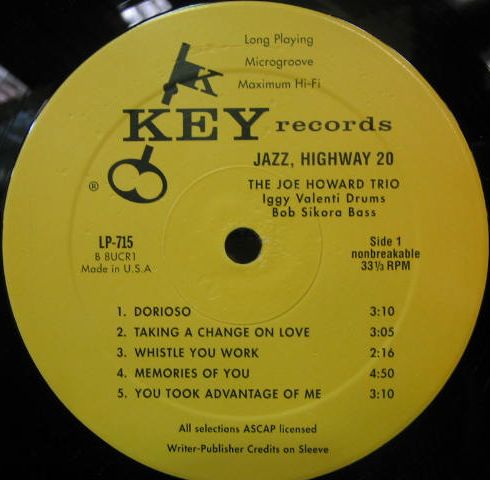 Long Playing
Microgroove
Maximum Hi-Fi
K
KEY records
JAZZ, HIGHWAY 20
THE JOE HOWARD TRIO
Iggy Valenti Drums
Bob Sikora Bass
®
LP-715
B 8UCR1
Made in U.S.A
Side 1
nonbreakable
33⅓ RPM
1. DORIOSO 3:10
2. TAKING A CHANGE ON LOVE 3:05
3. WHISTLE YOU WORK 2:16
4. MEMORIES OF YOU 4:50
5. YOU TOOK ADVANTAGE OF ME 3:10
All selections ASCAP licensed
Writer-Publisher Credits on Sleeve